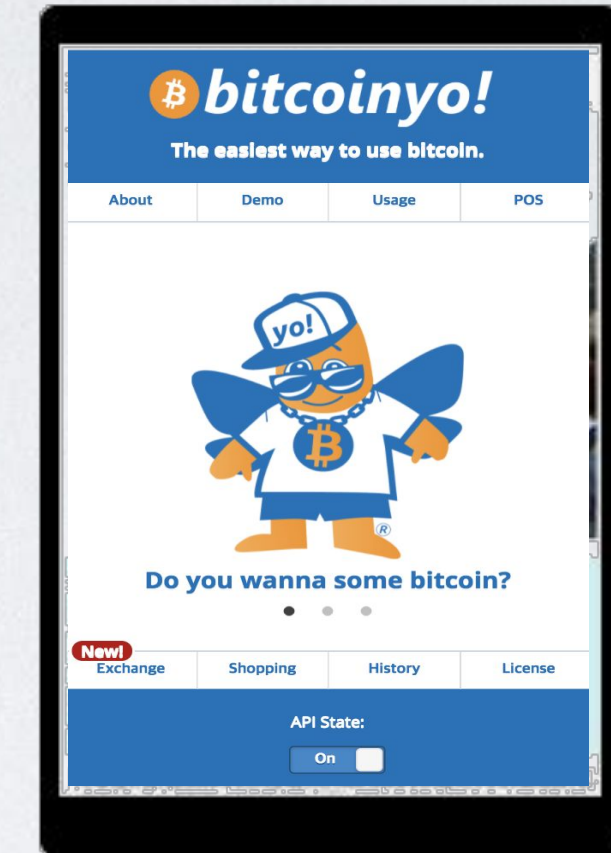 bitcoinyo!
The easiest way to use bitcoin.
About Demo Usage POS
yo!
®
Do you wanna some bitcoin?
New!
Exchange Shopping History License
API State:
On